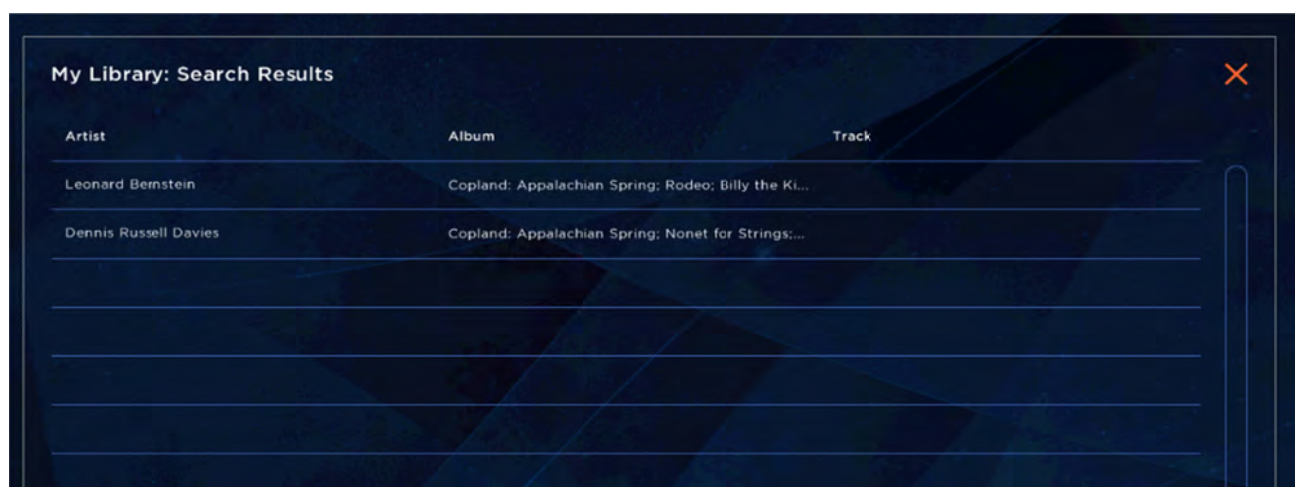 My Library: Search Results
Artist Album Track
Leonard Bernstein Copland: Appalachian Spring; Rodeo; Billy the Ki...
Dennis Russell Davies Copland: Appalachian Spring; Nonet for Strings;...